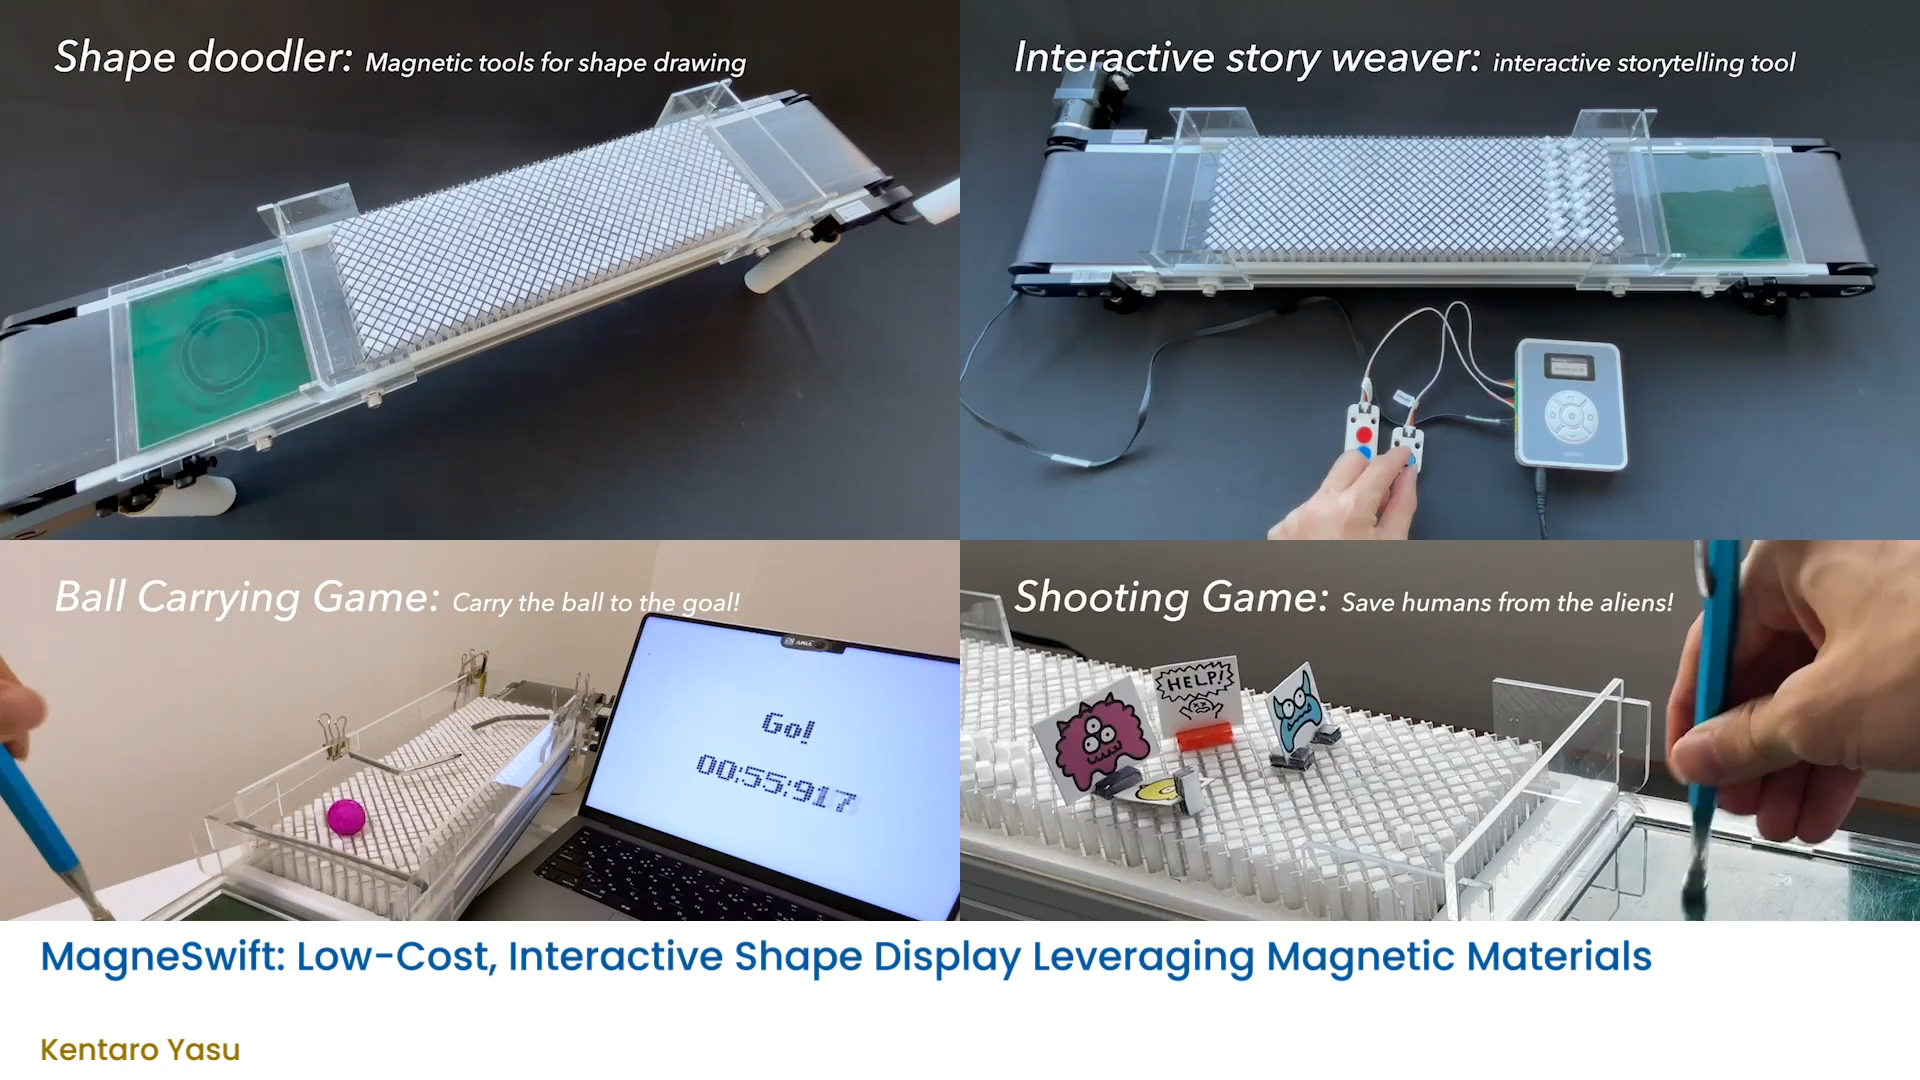 Shape doodler: Magnetic tools for shape drawing
Interactive story weaver: interactive storytelling tool
Ball Carrying Game: Carry the ball to the goal!
Go!
00:55:917
Shooting Game: Save humans from the aliens!
HELP!
MagneSwift: Low-Cost, Interactive Shape Display Leveraging Magnetic Materials
Kentaro Yasu